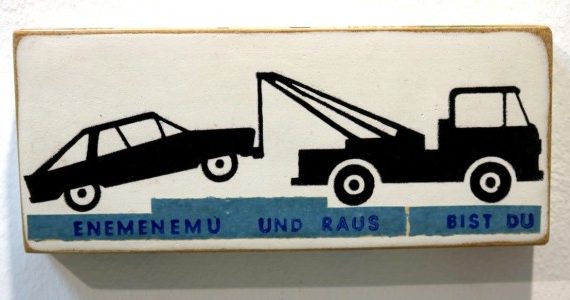 ENEMENEMU UND RAUS BIST DU